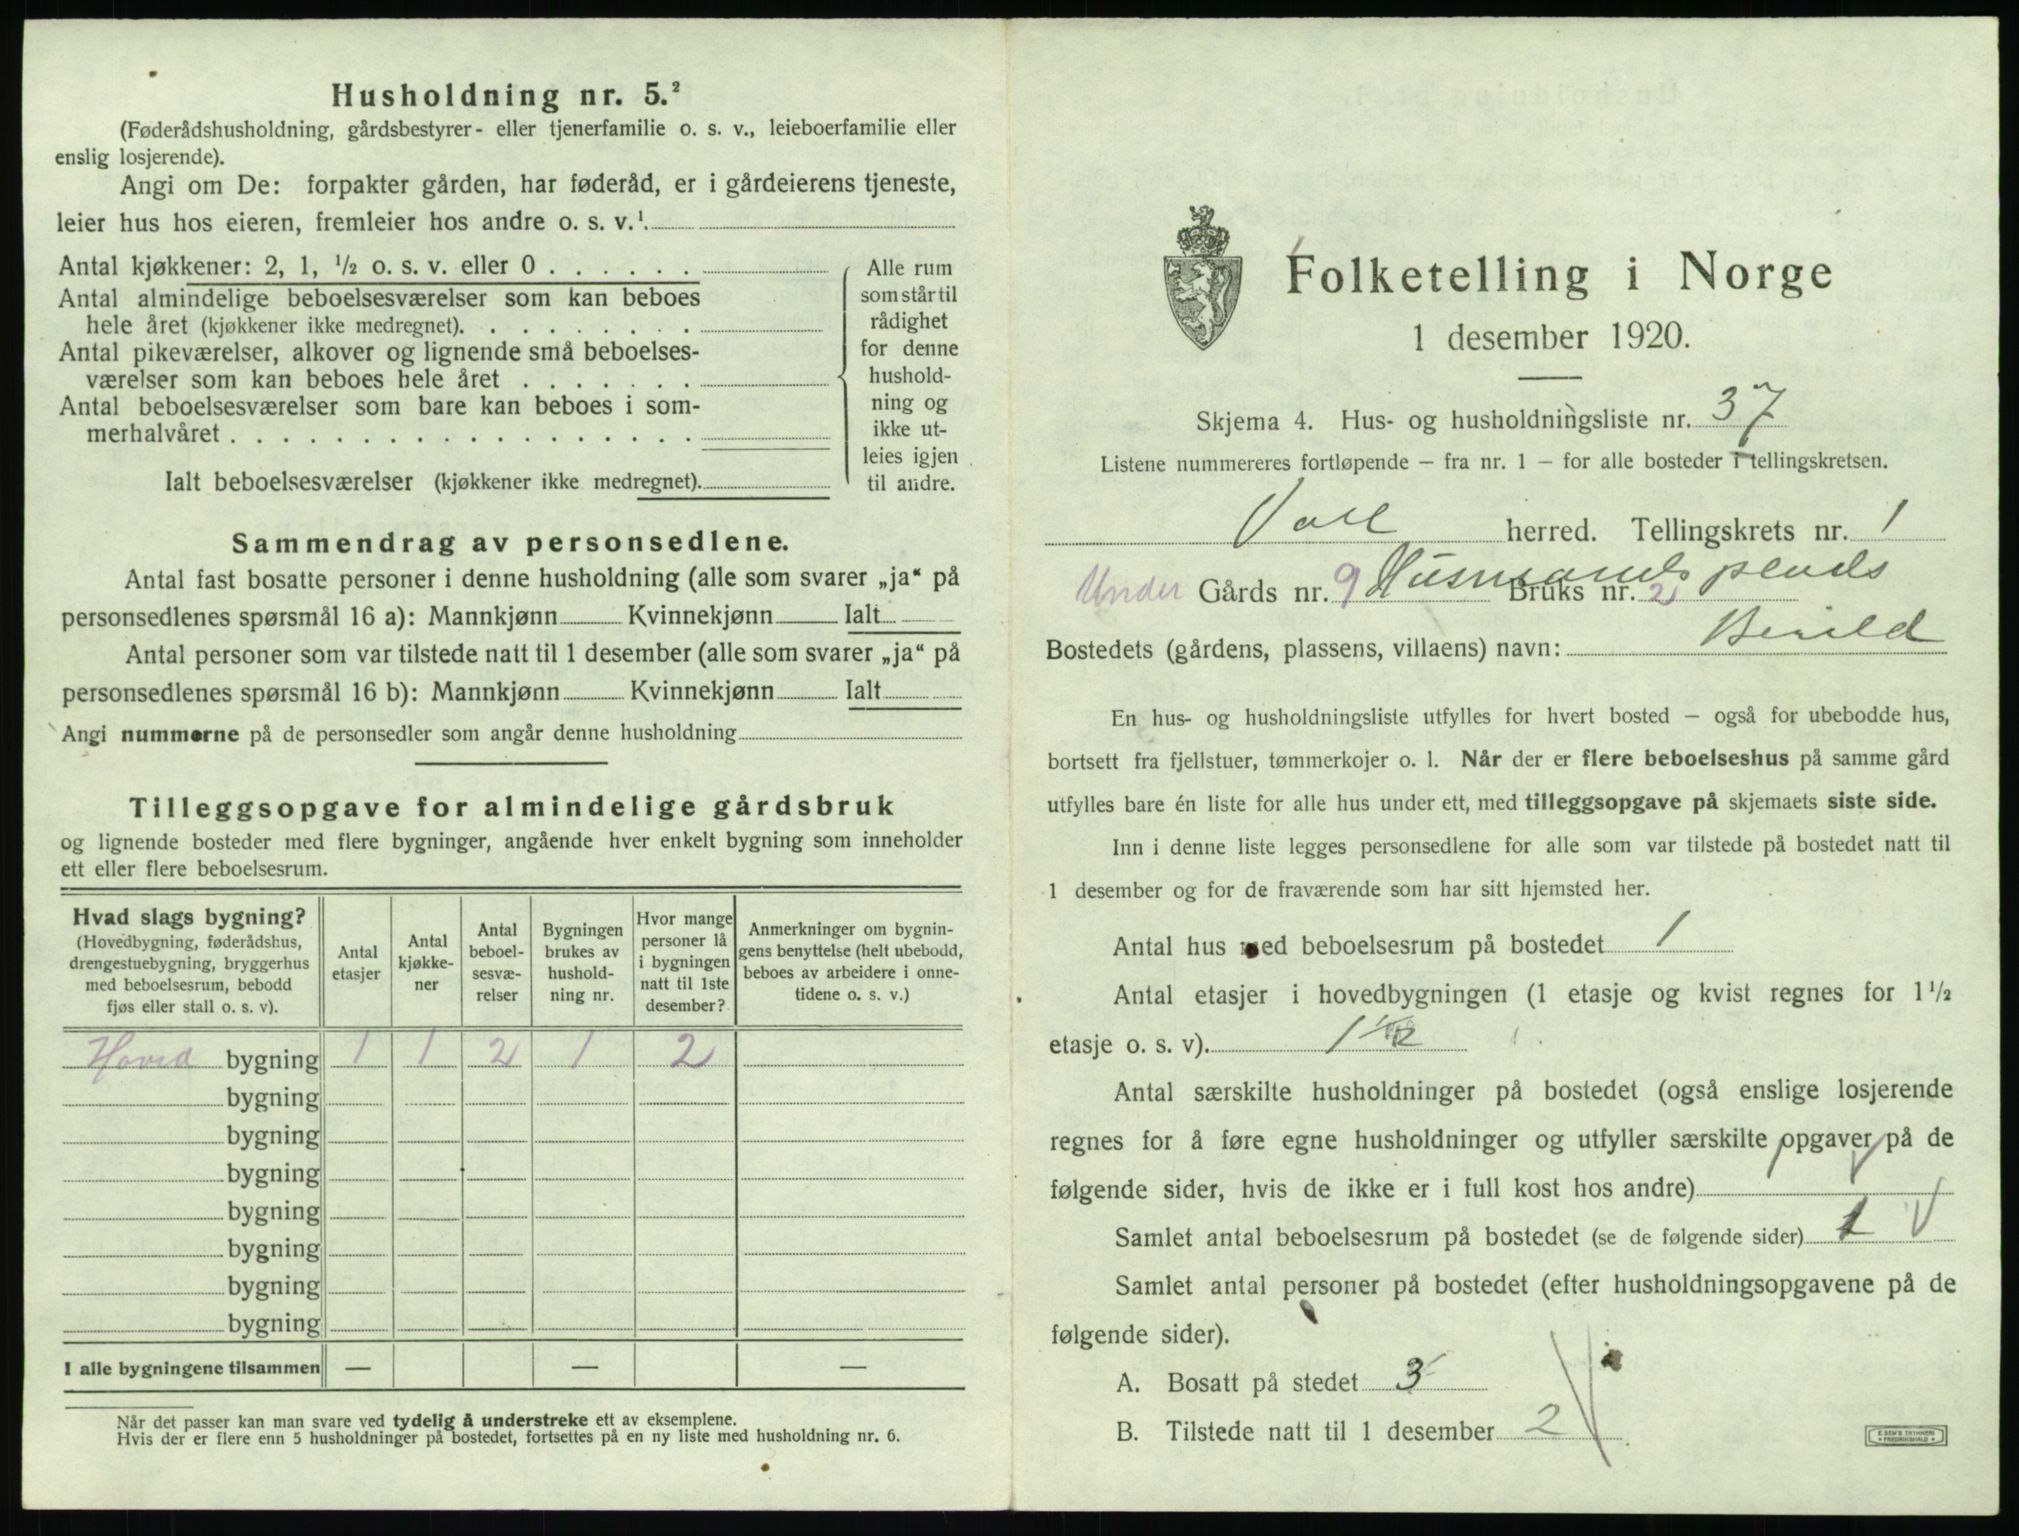 Husholdning nr. 5.²
(Føderådshusholdning, gårdsbestyrer- eller tjenerfamilie o. s. v., leieboerfamilie eller
enslig losjerende).
Angi om De: forpakter gården, har føderåd, er i gårdeierens tjeneste,
leier hus hos eieren, fremleier hos andre o. s. v.¹
Antal kjøkkener: 2, 1, ½ o. s. v. eller 0
Antal almindelige beboelsesværelser som kan beboes
hele året (kjøkkener ikke medregnet)
Antal pikeværelser, alkover og lignende små beboelses-
værelser som kan beboes hele året
Antal beboelsesværelser som bare kan beboes i som-
merhalvåret
Ialt beboelsesværelser (kjøkkener ikke medregnet)
Alle rum
som står til
rådighet
for denne
hushold-
ning og
ikke ut-
leies igjen
til andre.
Sammendrag av personsedlene.
Antal fast bosatte personer i denne husholdning (alle som svarer „ja“ på
personsedlenes spørsmål 16 a): Mannkjønn Kvinnekjønn Ialt
Antal personer som var tilstede natt til 1 desember (alle som svarer „ja“ på
personsedlenes spørsmål 16 b): Mannkjønn Kvinnekjønn Ialt
Angi nummerne på de personsedler som angår denne husholdning
Tilleggsopgave for almindelige gårdsbruk
og lignende bosteder med flere bygninger, angående hver enkelt bygning som inneholder
ett eller flere beboelsesrum.
Hvad slags bygning?
(Hovedbygning, føderådshus,
drengestuebygning, bryggerhus
med beboelsesrum, bebodd
fjøs eller stall o. s. v).
Antal
etasjer
Antal
kjøkke-
ner
Antal
beboel-
sesvæ-
relser
Bygningen
brukes av
hushold-
ning nr.
Hvor mange
personer lå
i bygningen
natt til 1ste
desember?
Anmerkninger om bygnin-
gens benyttelse (helt ubebodd,
beboes av arbeidere i onne-
tidene o. s. v.)
Hoved bygning 1 1 2 1 2
bygning
bygning
bygning
bygning
bygning
bygning
bygning
I alle bygningene tilsammen — — —
Når det passer kan man svare ved tydelig å understreke ett av eksemplene.
Hvis der er flere enn 5 husholdninger på bostedet, fortsettes på en ny liste med husholdning nr. 6.
Folketelling i Norge
1 desember 1920.
Skjema 4. Hus- og husholdningsliste nr. 37
Listene nummereres fortløpende – fra nr. 1 – for alle bosteder i tellingskretsen.
Voll herred. Tellingskrets nr. 1
Under Gårds nr. 9 Husmandsplads Bruks nr. 2
Bostedets (gårdens, plassens, villaens) navn:
En hus- og husholdningsliste utfylles for hvert bosted – også for ubebodde hus,
bortsett fra fjellstuer, tømmerkojer o. l. Når der er flere beboelseshus på samme gård
utfylles bare én liste for alle hus under ett, med tilleggsopgave på skjemaets siste side.
Inn i denne liste legges personsedlene for alle som var tilstede på bostedet natt til
1 desember og for de fraværende som har sitt hjemsted her.
Antal hus med beboelsesrum på bostedet 1
Antal etasjer i hovedbygningen (1 etasje og kvist regnes for 1½
etasje o. s. v). 1 ½
Antal særskilte husholdninger på bostedet (også enslige losjerende
regnes for å føre egne husholdninger og utfyller særskilte opgaver på de
følgende sider, hvis de ikke er i full kost hos andre) 1
Samlet antal beboelsesrum på bostedet (se de følgende sider)
Samlet antal personer på bostedet (efter husholdningsopgavene på de
følgende sider).
A. Bosatt på stedet 3
B. Tilstede natt til 1 desember 2
E. SEM'S TRYKKERI
FREDRIKSHALD